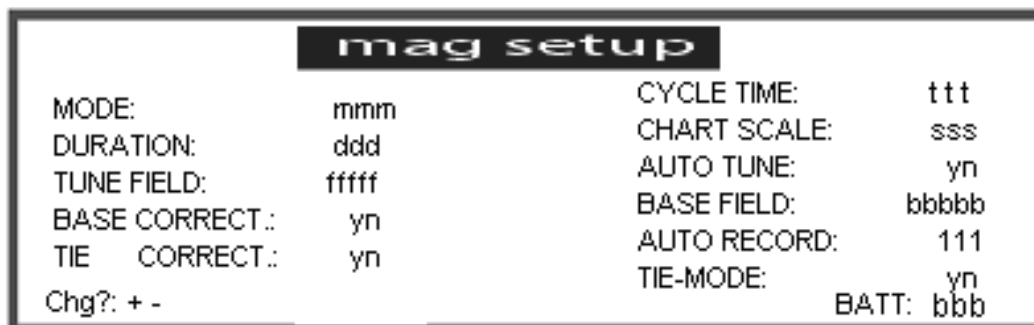 mag setup
MODE: mmm
DURATION: ddd
TUNE FIELD: fffff
BASE CORRECT.: yn
TIE CORRECT.: yn
Chg?: + -
CYCLE TIME: ttt
CHART SCALE: sss
AUTO TUNE: yn
BASE FIELD: bbbbb
AUTO RECORD: 111
TIE-MODE: yn
BATT: bbb